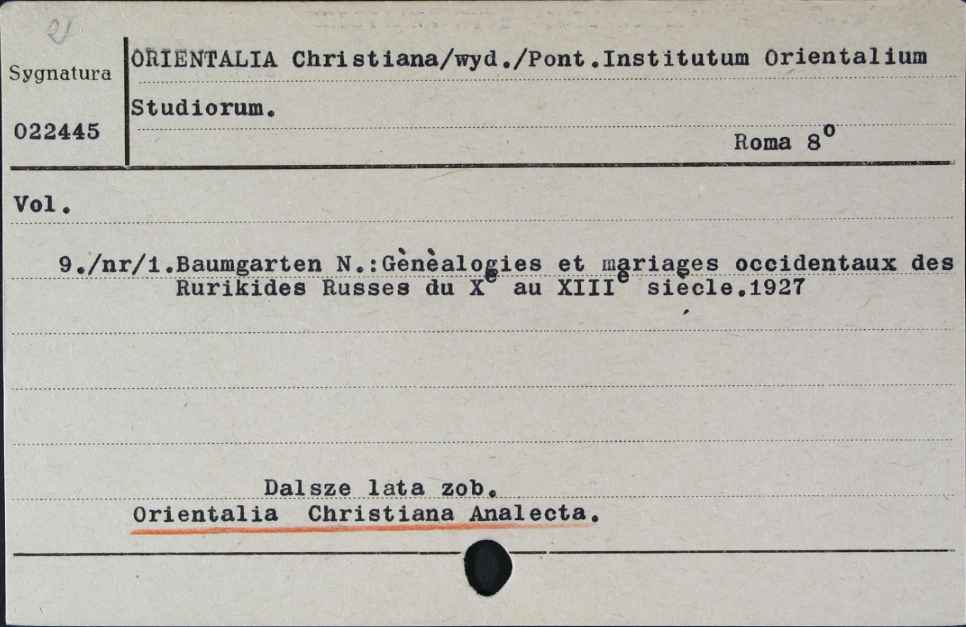 21
Sygnatura
022445
ORIENTALIA Christiana/wyd./Pont.Institutum Orientalium
Studiorum.
Roma 8°
Vol.
9./nr/1.Baumgarten N.:Gènèalogies et mariages occidentaux des
Rurikides Russes du Xe au XIIIe siècle.1927
Dalsze lata zob.
Orientalia Christiana Analecta.